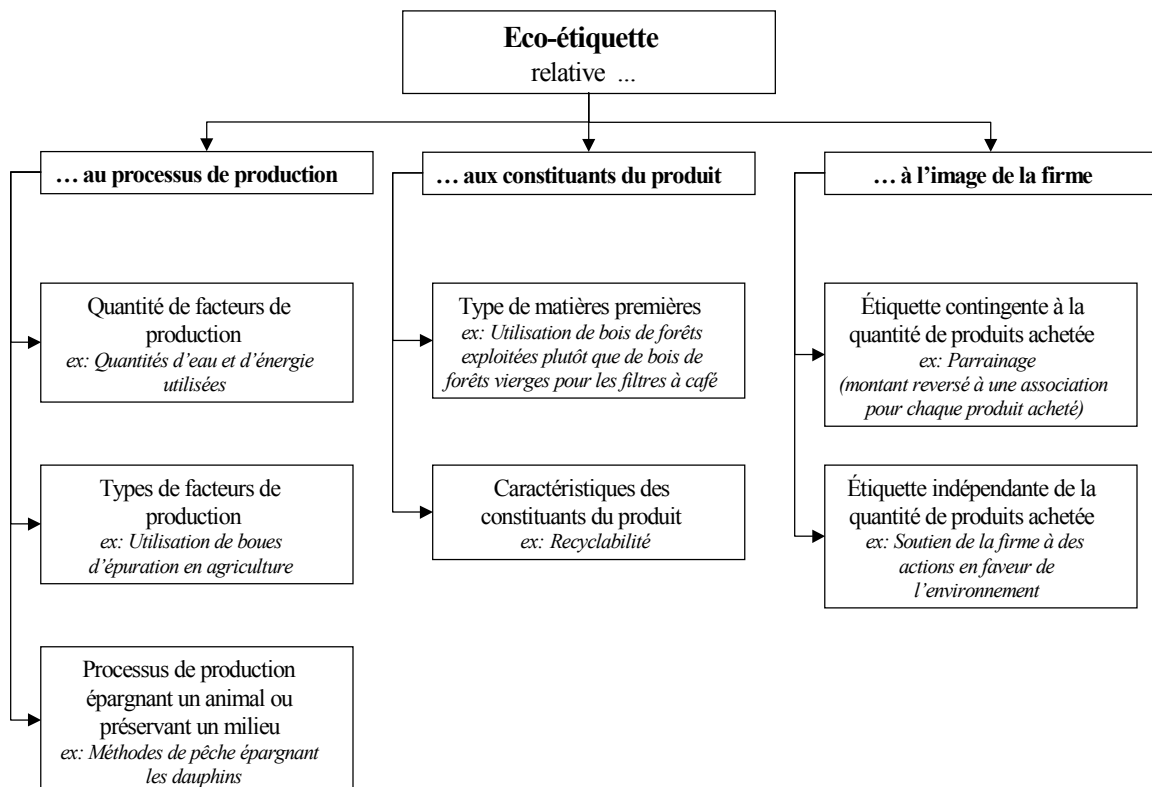 Eco-étiquette
relative ...
… au processus de production
… aux constituants du produit
… à l’image de la firme
Quantité de facteurs de
production
ex: Quantités d’eau et d’énergie
utilisées
Type de matières premières
ex: Utilisation de bois de forêts
exploitées plutôt que de bois de
forêts vierges pour les filtres à café
Étiquette contingente à la
quantité de produits achetée
ex: Parrainage
(montant reversé à une association
pour chaque produit acheté)
Types de facteurs de
production
ex: Utilisation de boues
d’épuration en agriculture
Caractéristiques des
constituants du produit
ex: Recyclabilité
Étiquette indépendante de la
quantité de produits achetée
ex: Soutien de la firme à des
actions en faveur de
l’environnement
Processus de production
épargnant un animal ou
préservant un milieu
ex: Méthodes de pêche épargnant
les dauphins